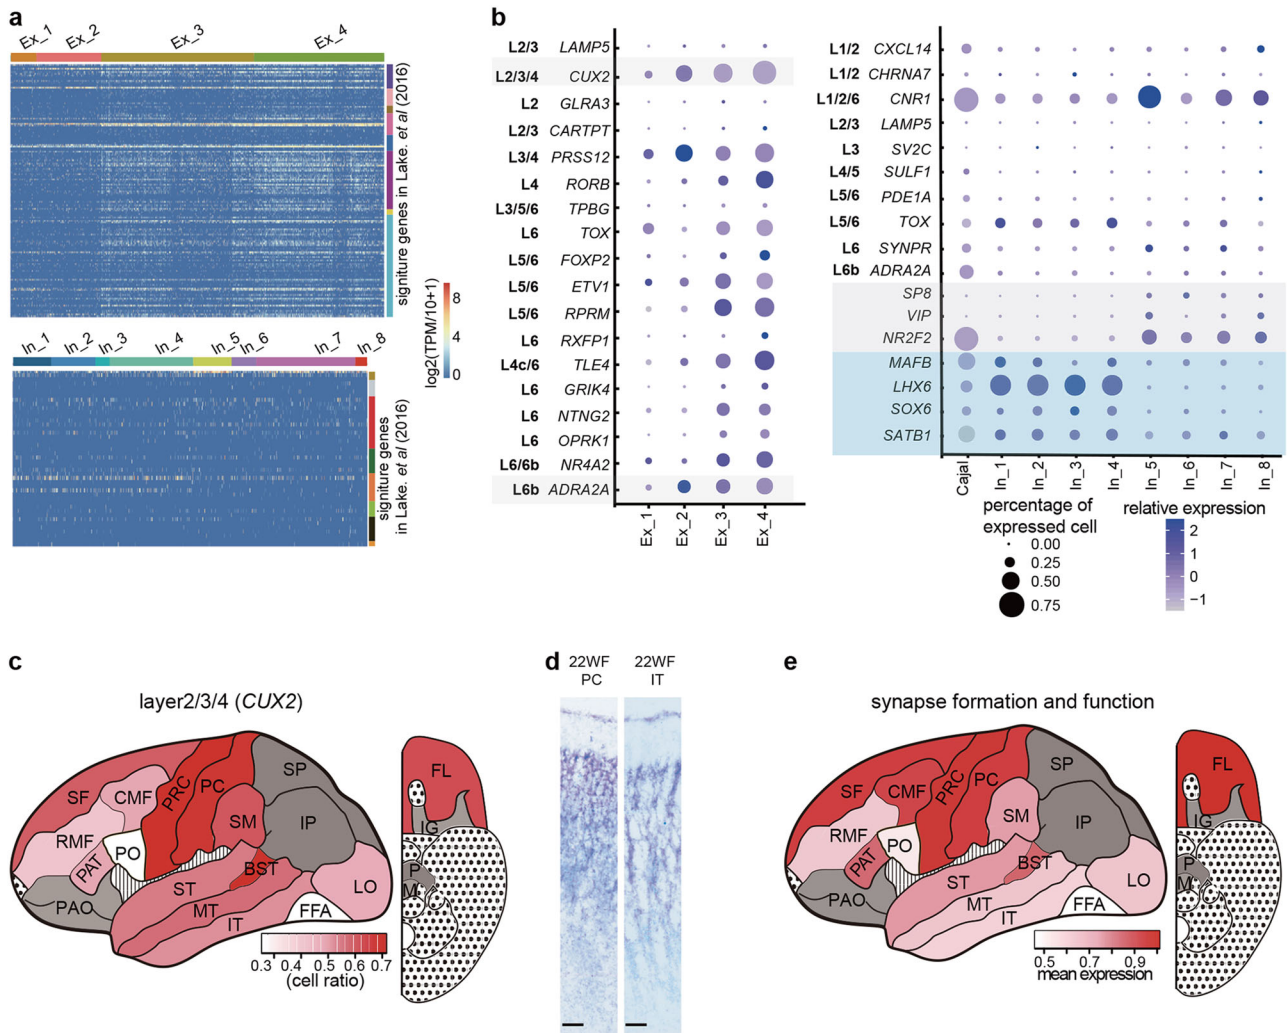 a
Ex_1
Ex_2
Ex_3
Ex_4
signiture genes in Lake. et al (2016)
In_1
In_2
In_3
In_4
In_5
In_6
In_7
In_8
signiture genes
in Lake. et al (2016)
log2(TPM/10+1)
8
4
0
b
L2/3 LAMP5
L2/3/4 CUX2
L2 GLRA3
L2/3 CARTPT
L3/4 PRSS12
L4 RORB
L3/5/6 TPBG
L6 TOX
L5/6 FOXP2
L5/6 ETV1
L5/6 RPRM
L6 RXFP1
L4c/6 TLE4
L6 GRIK4
L6 NTNG2
L6 OPRK1
L6/6b NR4A2
L6b ADRA2A
Ex_1
Ex_2
Ex_3
Ex_4
L1/2 CXCL14
L1/2 CHRNA7
L1/2/6 CNR1
L2/3 LAMP5
L3 SV2C
L4/5 SULF1
L5/6 PDE1A
L5/6 TOX
L6 SYNPR
L6b ADRA2A
SP8
VIP
NR2F2
MAFB
LHX6
SOX6
SATB1
Cajal
In_1
In_2
In_3
In_4
In_5
In_6
In_7
In_8
percentage of
expressed cell
0.00
0.25
0.50
0.75
relative expression
2
1
0
−1
c
layer2/3/4 (CUX2)
SF
CMF
PRC
PC
SP
RMF
PO
SM
IP
PAT
BST
PAO
ST
MT
IT
LO
FFA
FL
IG
P
M
0.3 0.4 0.5 0.6 0.7
(cell ratio)
d
22WF
PC
22WF
IT
e
synapse formation and function
SF
CMF
PRC
PC
SP
RMF
PO
SM
IP
PAT
BST
PAO
ST
MT
IT
LO
FFA
FL
IG
P
M
0.5 0.7 0.9
mean expression